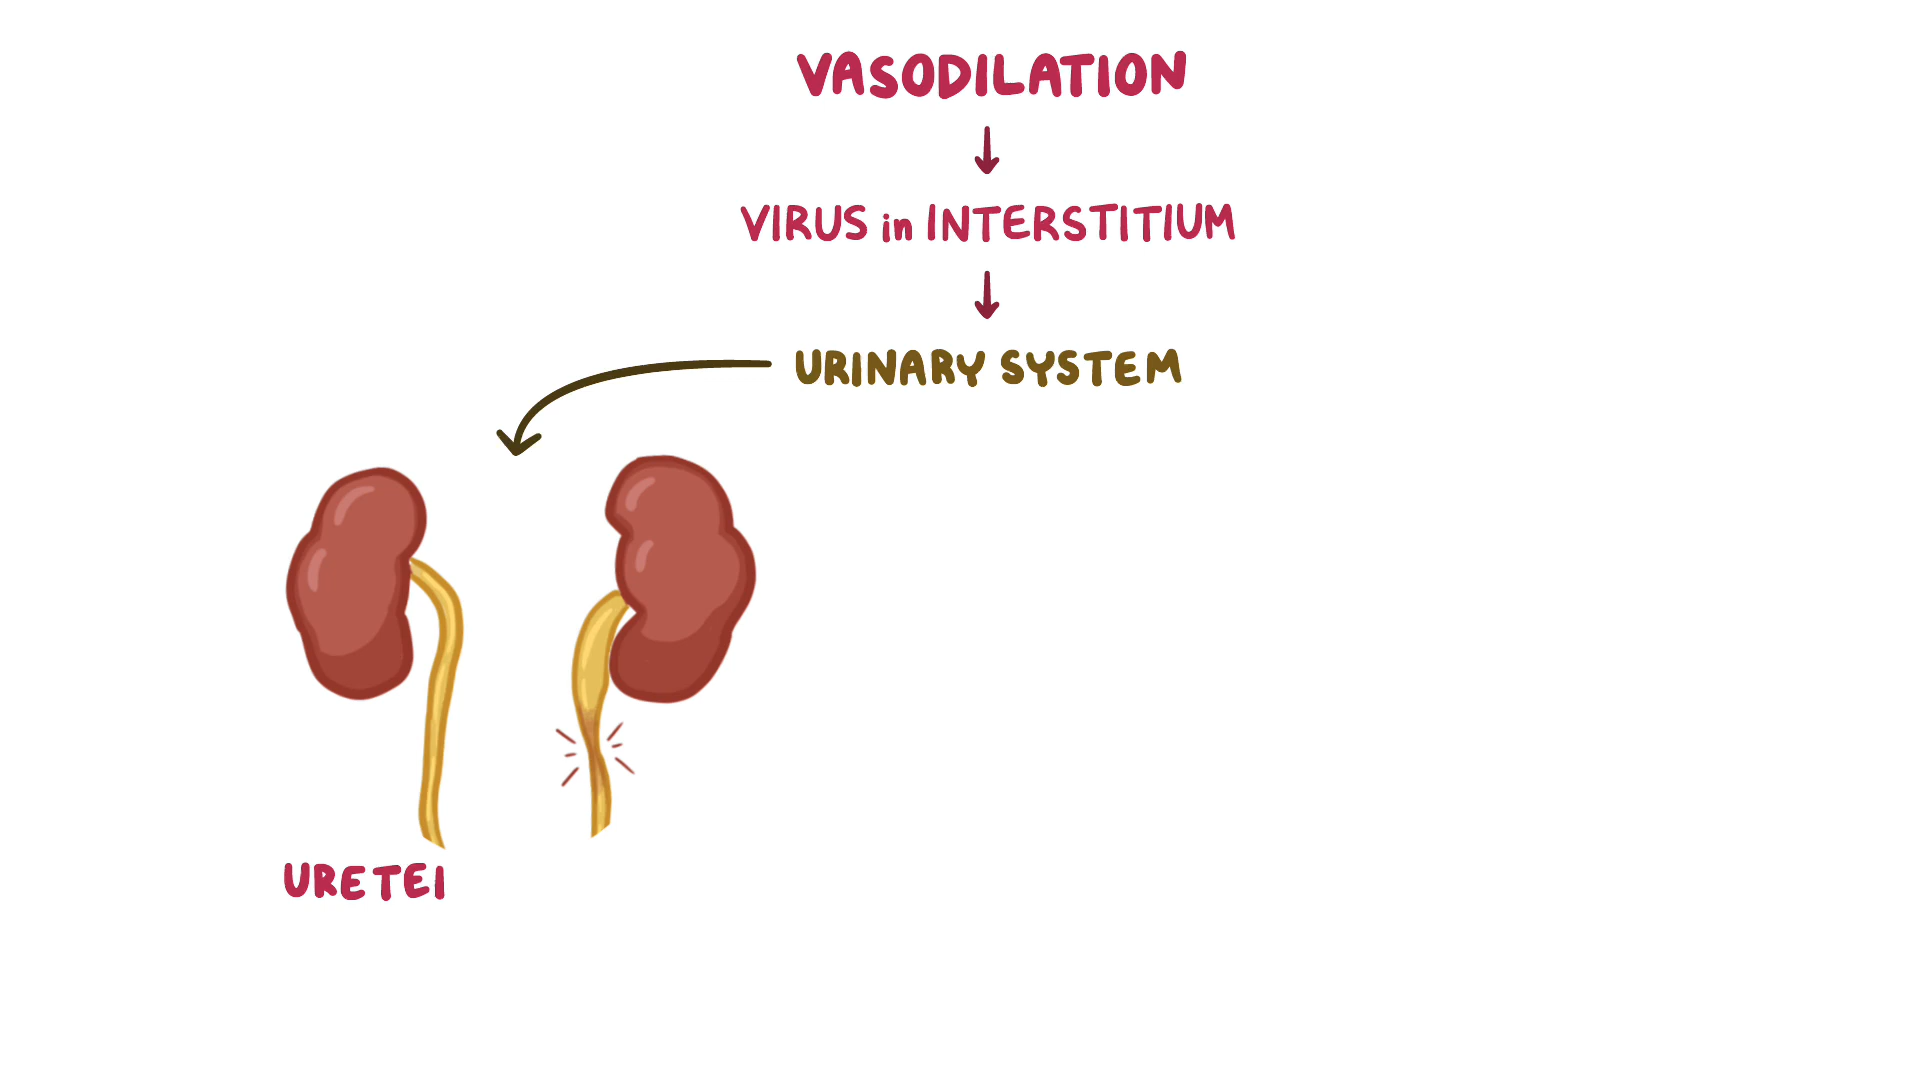 VASODILATION
VIRUS in INTERSTITIUM
URINARY SYSTEM
URETEI